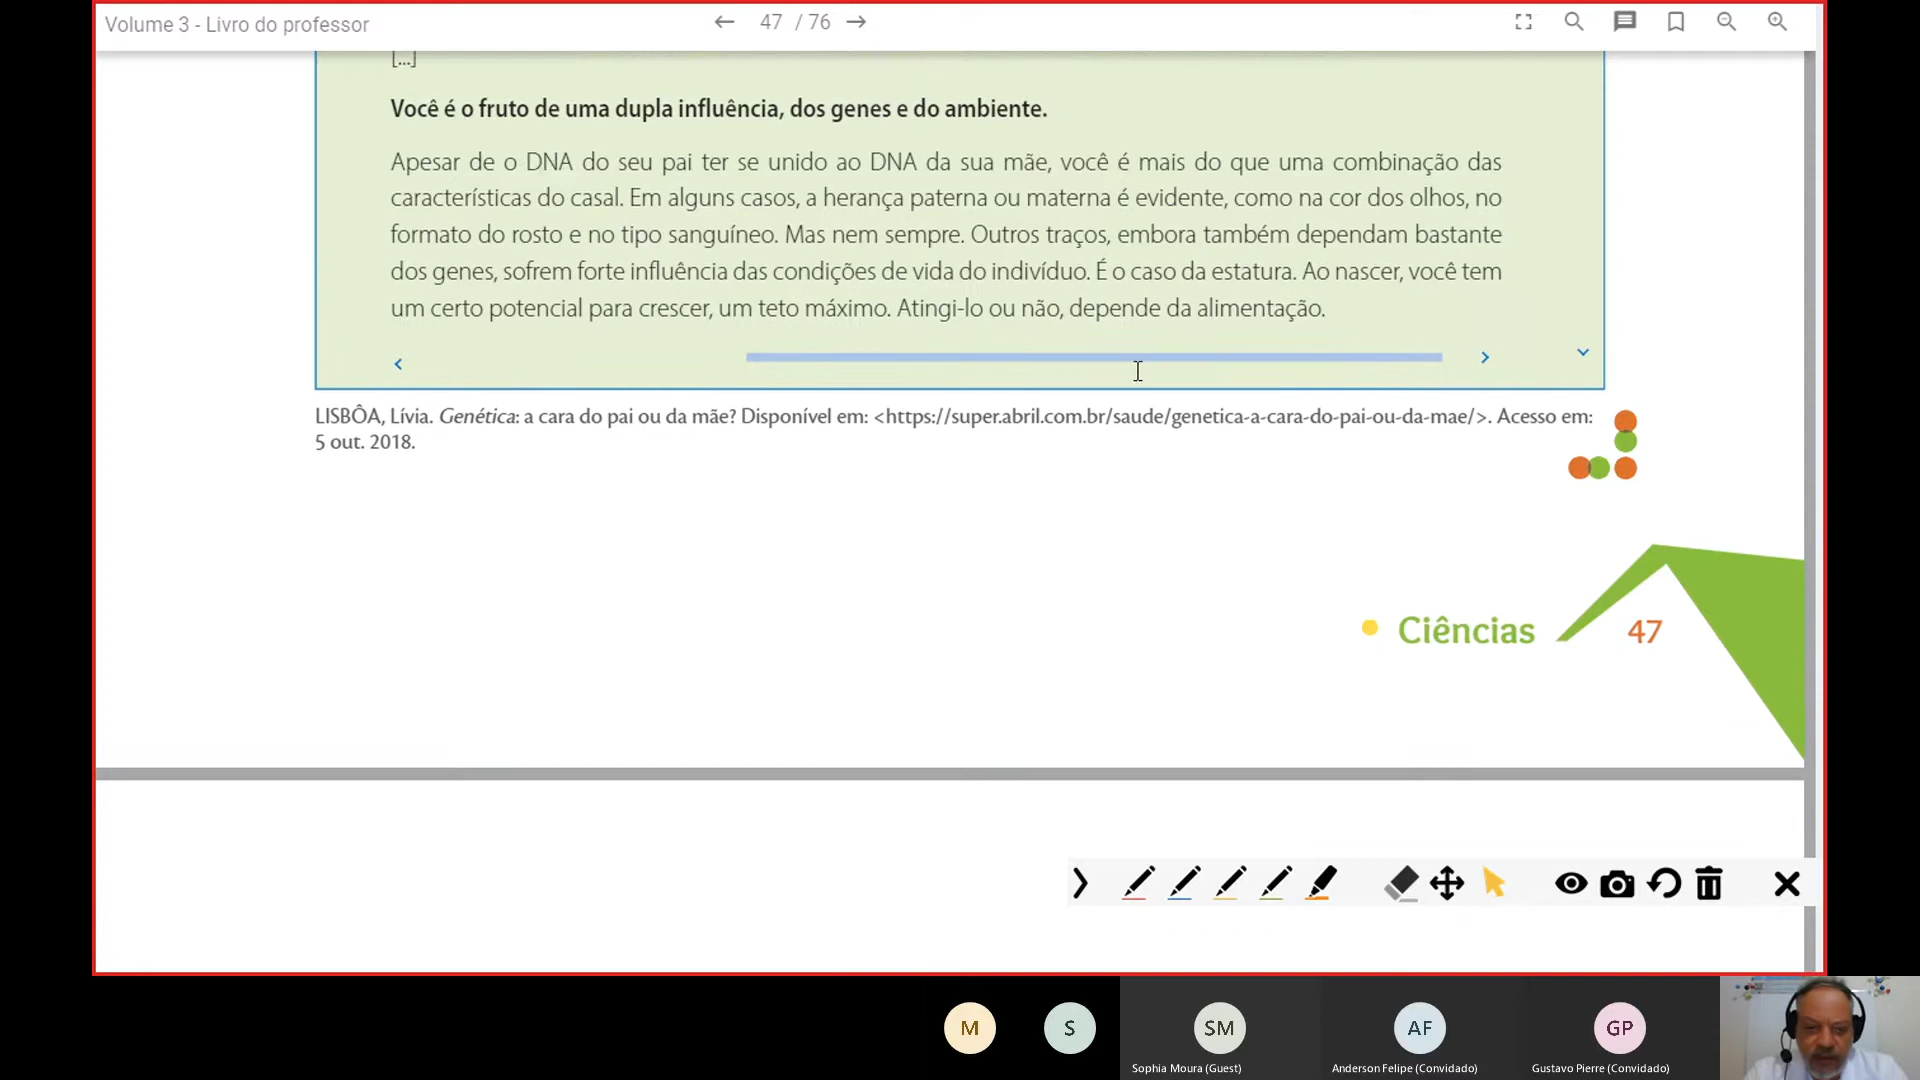 Volume 3 - Livro do professor
47 / 76
[...]
Você é o fruto de uma dupla influência, dos genes e do ambiente.
Apesar de o DNA do seu pai ter se unido ao DNA da sua mãe, você é mais do que uma combinação das
características do casal. Em alguns casos, a herança paterna ou materna é evidente, como na cor dos olhos, no
formato do rosto e no tipo sanguíneo. Mas nem sempre. Outros traços, embora também dependam bastante
dos genes, sofrem forte influência das condições de vida do indivíduo. É o caso da estatura. Ao nascer, você tem
um certo potencial para crescer, um teto máximo. Atingi-lo ou não, depende da alimentação.
LISBÔA, Lívia. Genética: a cara do pai ou da mãe? Disponível em: <https://super.abril.com.br/saude/genetica-a-cara-do-pai-ou-da-mae/>. Acesso em:
5 out. 2018.
Ciências 47
M
S
SM
AF
GP
Sophia Moura (Guest)
Anderson Felipe (Convidado)
Gustavo Pierre (Convidado)